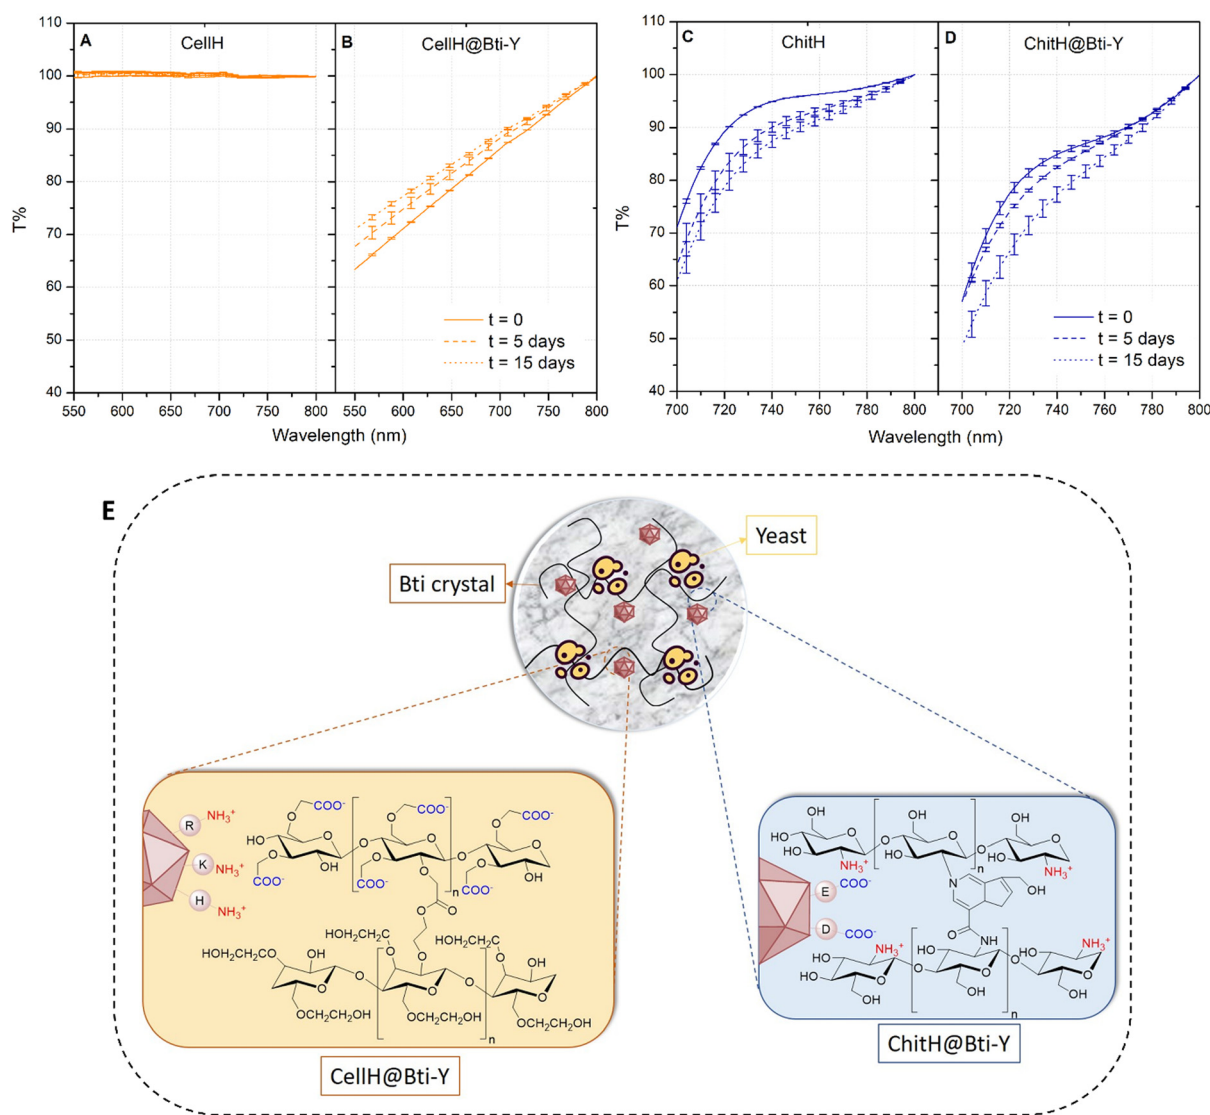 A CellH
B CellH@Bti-Y
T%
110
100
90
80
70
60
50
40
t = 0
t = 5 days
t = 15 days
550 600 650 700 750 800
550 600 650 700 750 800
Wavelength (nm)
C ChitH
D ChitH@Bti-Y
T%
110
100
90
80
70
60
50
40
t = 0
t = 5 days
t = 15 days
700 720 740 760 780 800
700 720 740 760 780 800
Wavelength (nm)
E
Yeast
Bti crystal
R NH₃⁺
K NH₃⁺
H NH₃⁺
COO⁻ COO⁻ COO⁻
O O O
HO O O O O O
O OH O O OH
COO⁻ COO⁻ n COO⁻
O
O
HOH₂CH₂C HOH₂CH₂C
HOH₂CH₂C O OH O O O OH
O O O O
OCH₂CH₂OH OCH₂CH₂OH OCH₂CH₂OH
n
CellH@Bti-Y
OH OH OH
HO O O O O O
HO HO HO
NH₃⁺ n NH₃⁺
N OH
E COO⁻
D COO⁻
O NH
HO NH₃⁺ HO HO NH₃⁺
HO O O O O O
OH OH OH
n
ChitH@Bti-Y